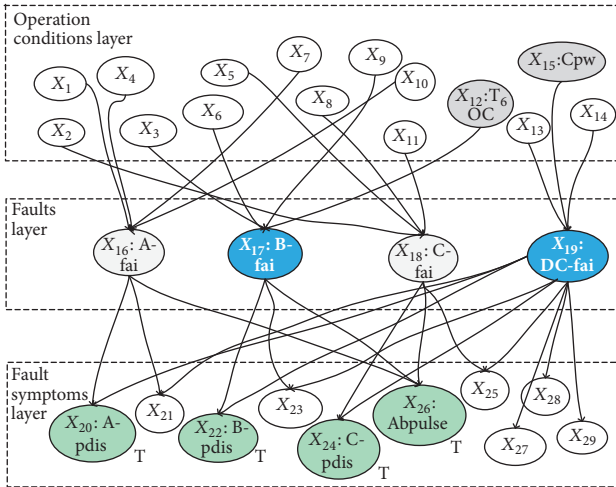 Operation
conditions layer
X1
X4
X7
X9
X5
X10
X15:Cpw
X2
X3
X6
X8
X12:T6
OC
X11
X13
X14
Faults
layer
X16: A-
fai
X17: B-
fai
X18: C-
fai
X19:
DC-fai
Fault
symptoms
layer
X20: A-
pdis
T
X21
X22: B-
pdis
T
X23
X24: C-
pdis
T
X26:
Abpulse
T
X25
X28
X27
X29